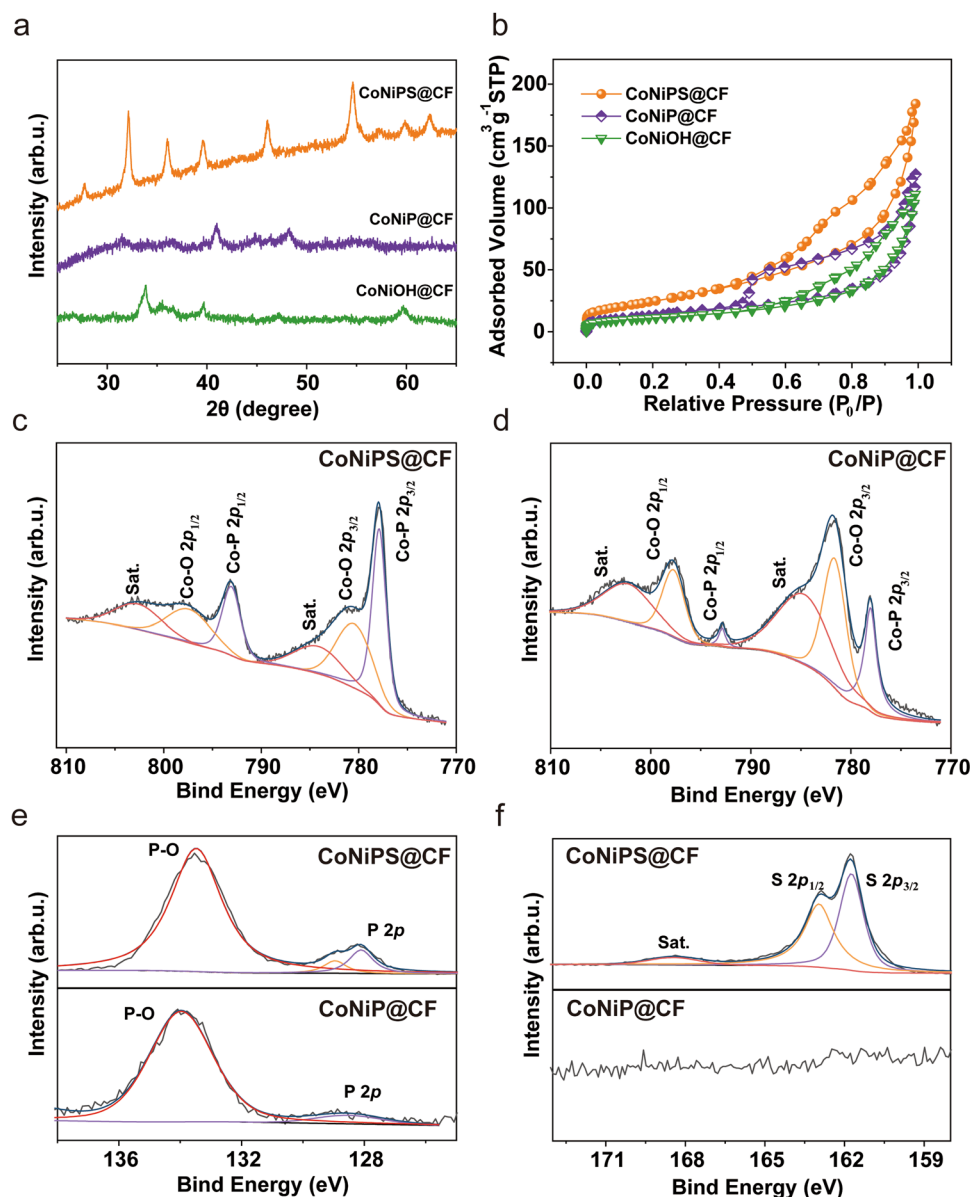 a
Intensity (arb.u.)
CoNiPS@CF
CoNiP@CF
CoNiOH@CF
30 40 50 60
2θ (degree)
b
Adsorbed Volume (cm³ g⁻¹ STP)
200
150
100
50
0
CoNiPS@CF
CoNiP@CF
CoNiOH@CF
0.0 0.2 0.4 0.6 0.8 1.0
Relative Pressure (P₀/P)
c
Intensity (arb.u.)
CoNiPS@CF
Sat.
Co-O 2p₁/₂
Co-P 2p₁/₂
Sat.
Co-O 2p₃/₂
Co-P 2p₃/₂
810 800 790 780 770
Bind Energy (eV)
d
Intensity (arb.u.)
CoNiP@CF
Sat.
Co-O 2p₁/₂
Co-P 2p₁/₂
Sat.
Co-O 2p₃/₂
Co-P 2p₃/₂
810 800 790 780 770
Bind Energy (eV)
e
Intensity (arb.u.)
P-O
CoNiPS@CF
P 2p
P-O
CoNiP@CF
P 2p
136 132 128
Bind Energy (eV)
f
Intensity (arb.u.)
CoNiPS@CF
S 2p₁/₂
S 2p₃/₂
Sat.
CoNiP@CF
171 168 165 162 159
Bind Energy (eV)